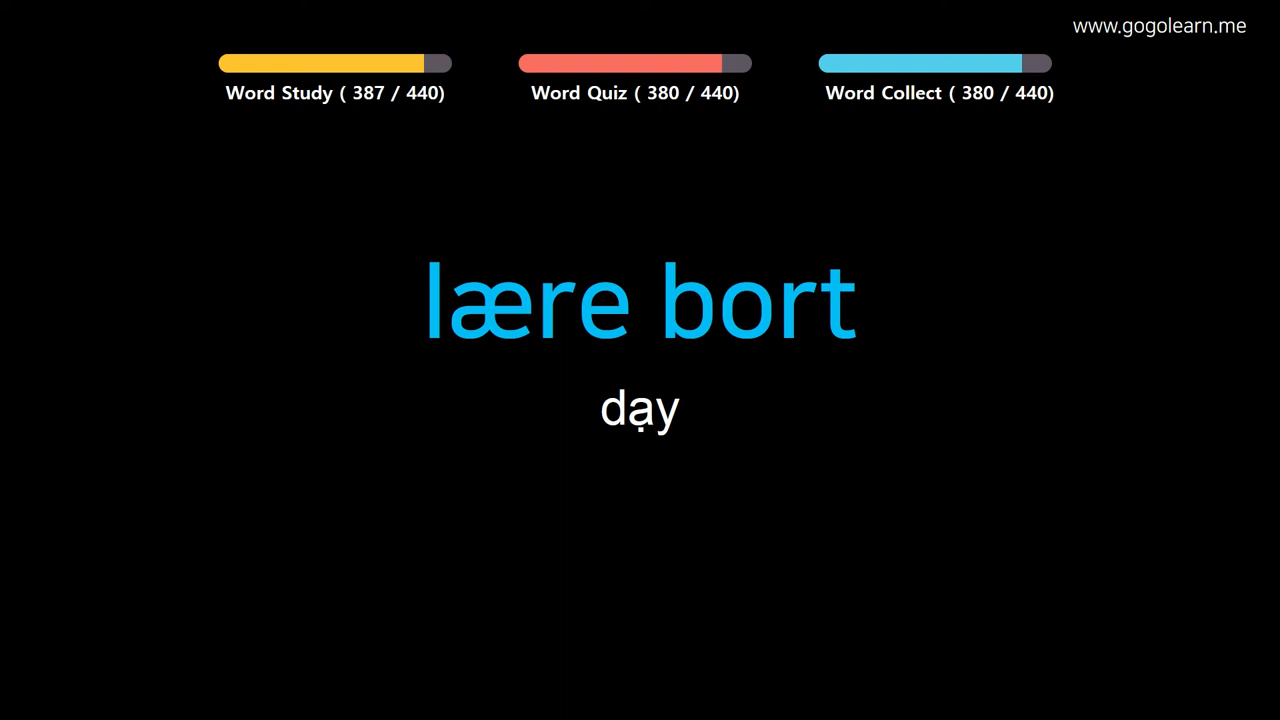 www.gogolearn.me
Word Study ( 387 / 440)
Word Quiz ( 380 / 440)
Word Collect ( 380 / 440)
lære bort
dạy